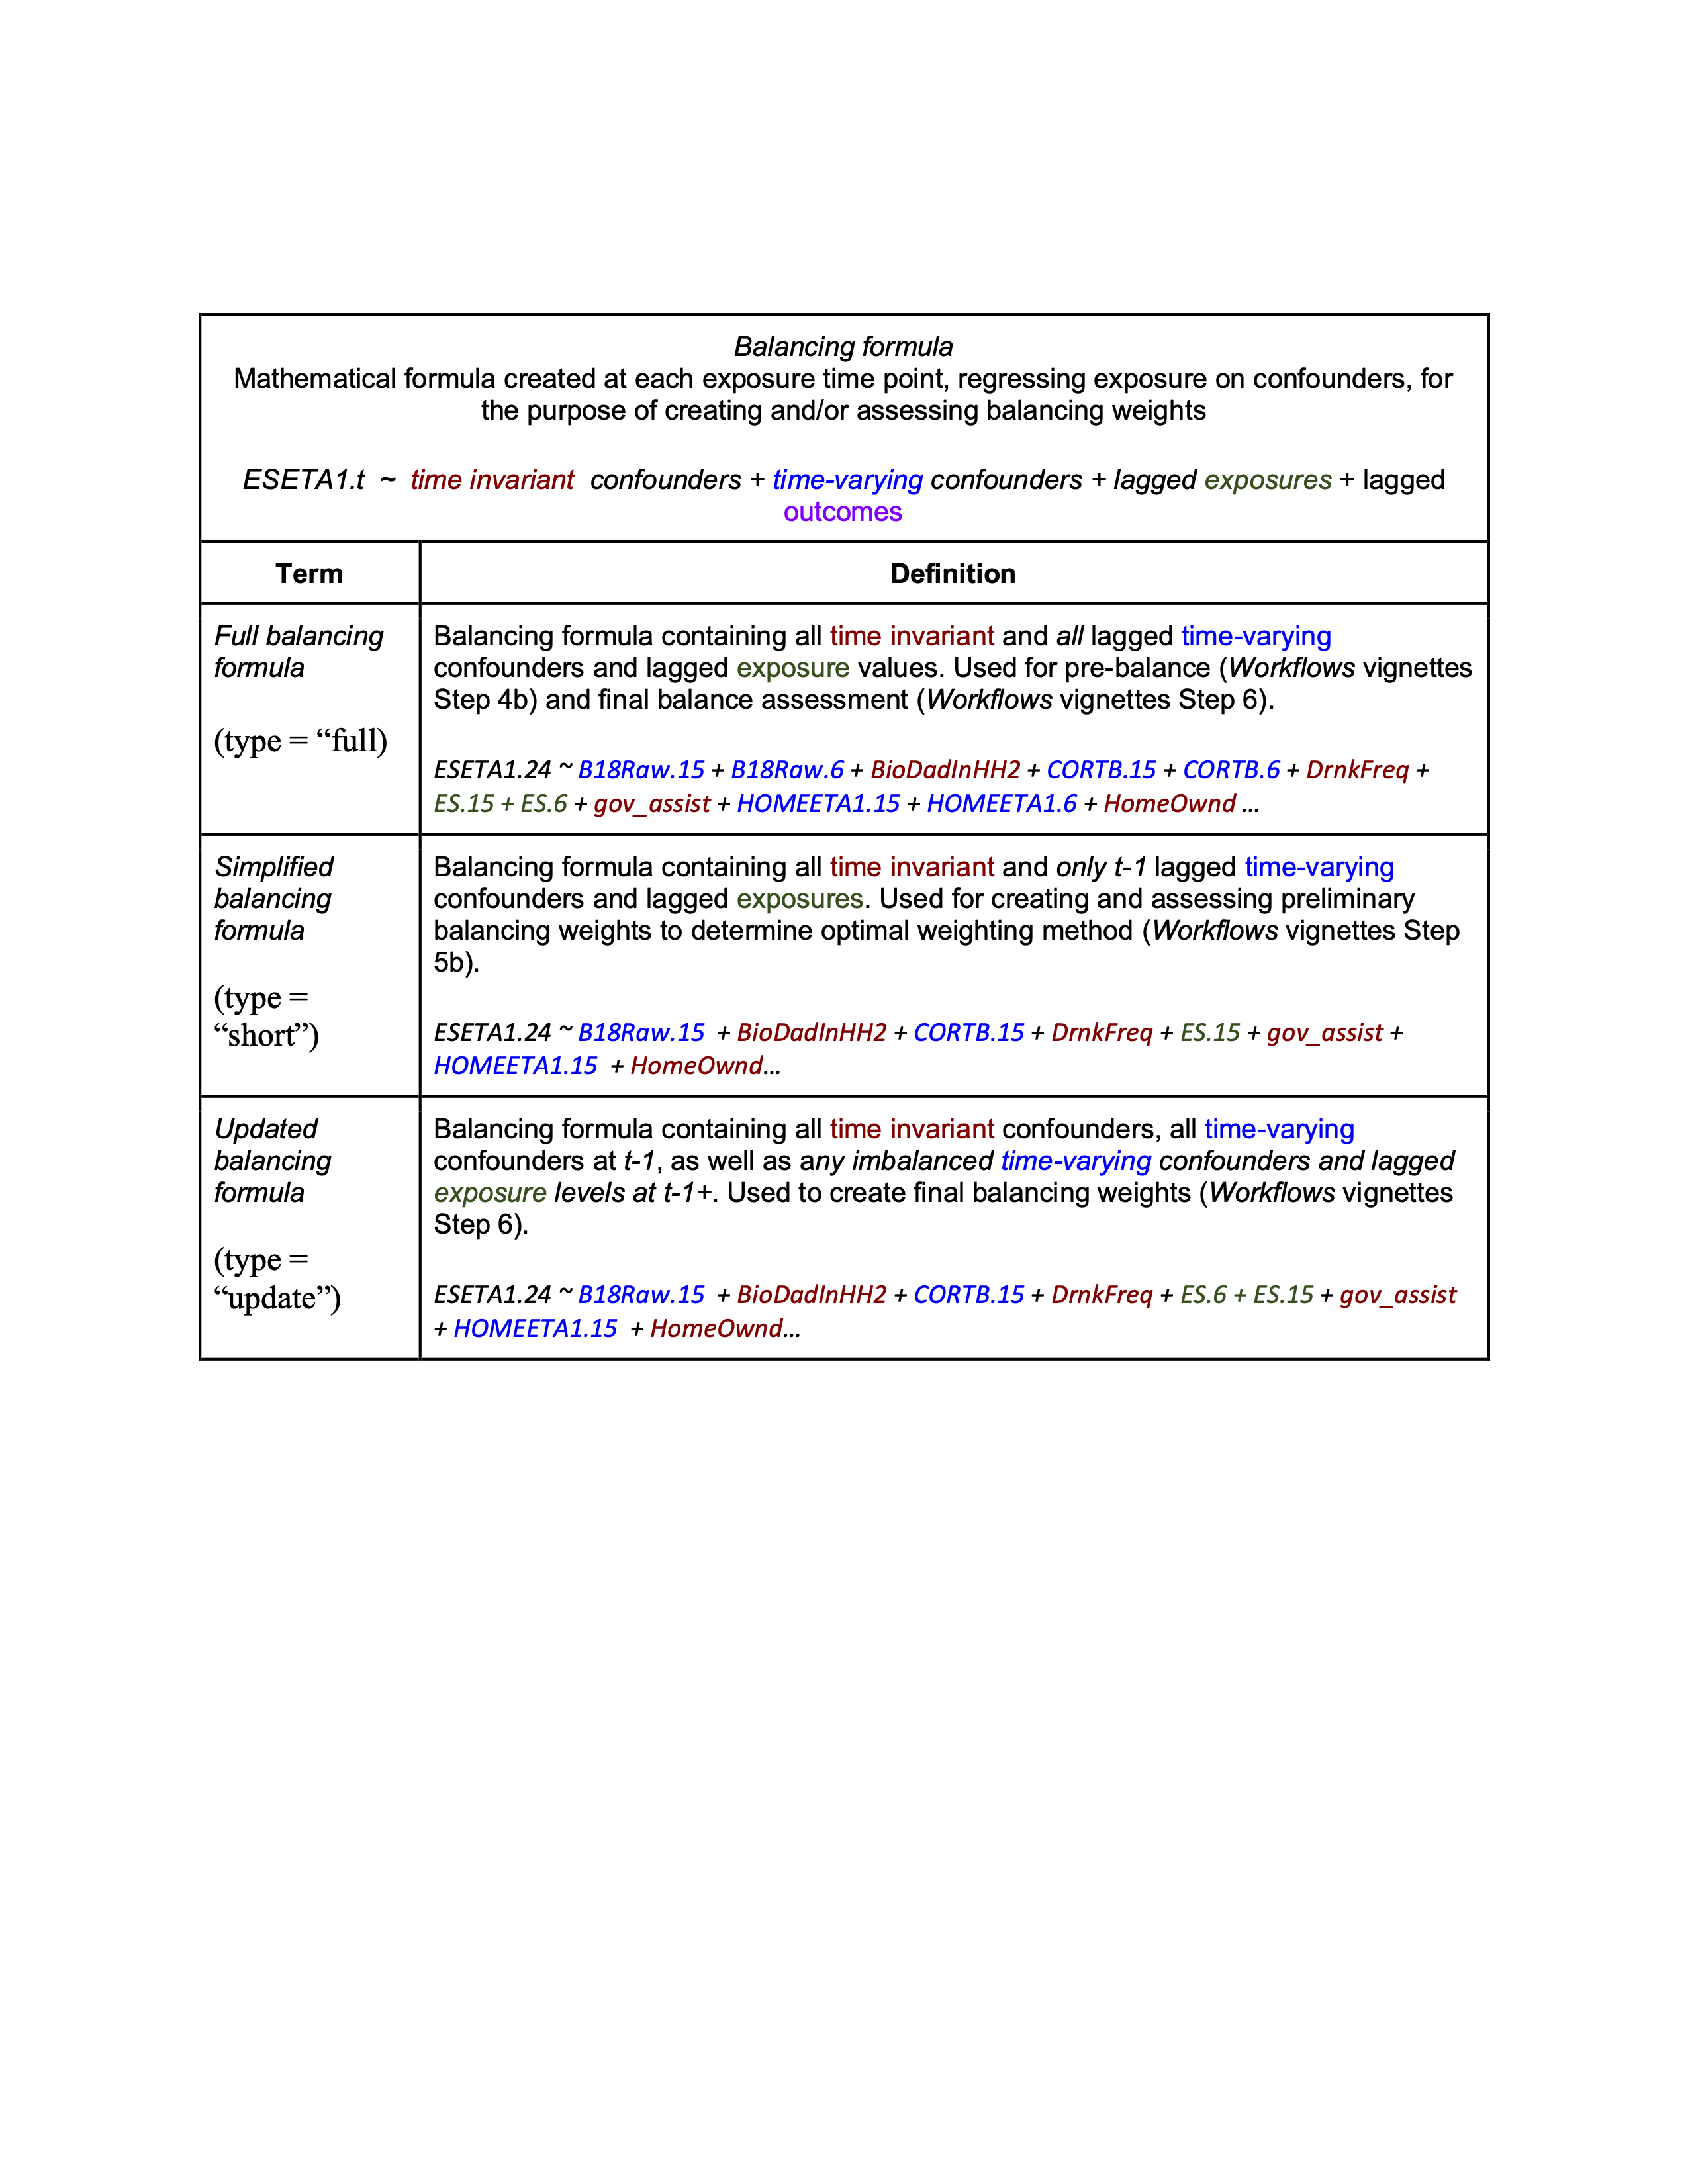 Balancing formula
Mathematical formula created at each exposure time point, regressing exposure on confounders, for
the purpose of creating and/or assessing balancing weights
ESETA1.t ~ time invariant confounders + time-varying confounders + lagged exposures + lagged
outcomes
Term
Definition
Full balancing
formula
(type = “full)
Balancing formula containing all time invariant and all lagged time-varying
confounders and lagged exposure values. Used for pre-balance (Workflows vignettes
Step 4b) and final balance assessment (Workflows vignettes Step 6).
ESETA1.24 ~ B18Raw.15 + B18Raw.6 + BioDadInHH2 + CORTB.15 + CORTB.6 + DrnkFreq +
ES.15 + ES.6 + gov_assist + HOMEETA1.15 + HOMEETA1.6 + HomeOwnd ...
Simplified
balancing
formula
(type =
“short”)
Balancing formula containing all time invariant and only t-1 lagged time-varying
confounders and lagged exposures. Used for creating and assessing preliminary
balancing weights to determine optimal weighting method (Workflows vignettes Step
5b).
ESETA1.24 ~ B18Raw.15 + BioDadInHH2 + CORTB.15 + DrnkFreq + ES.15 + gov_assist +
HOMEETA1.15 + HomeOwnd...
Updated
balancing
formula
(type =
“update”)
Balancing formula containing all time invariant confounders, all time-varying
confounders at t-1, as well as any imbalanced time-varying confounders and lagged
exposure levels at t-1+. Used to create final balancing weights (Workflows vignettes
Step 6).
ESETA1.24 ~ B18Raw.15 + BioDadInHH2 + CORTB.15 + DrnkFreq + ES.6 + ES.15 + gov_assist
+ HOMEETA1.15 + HomeOwnd...